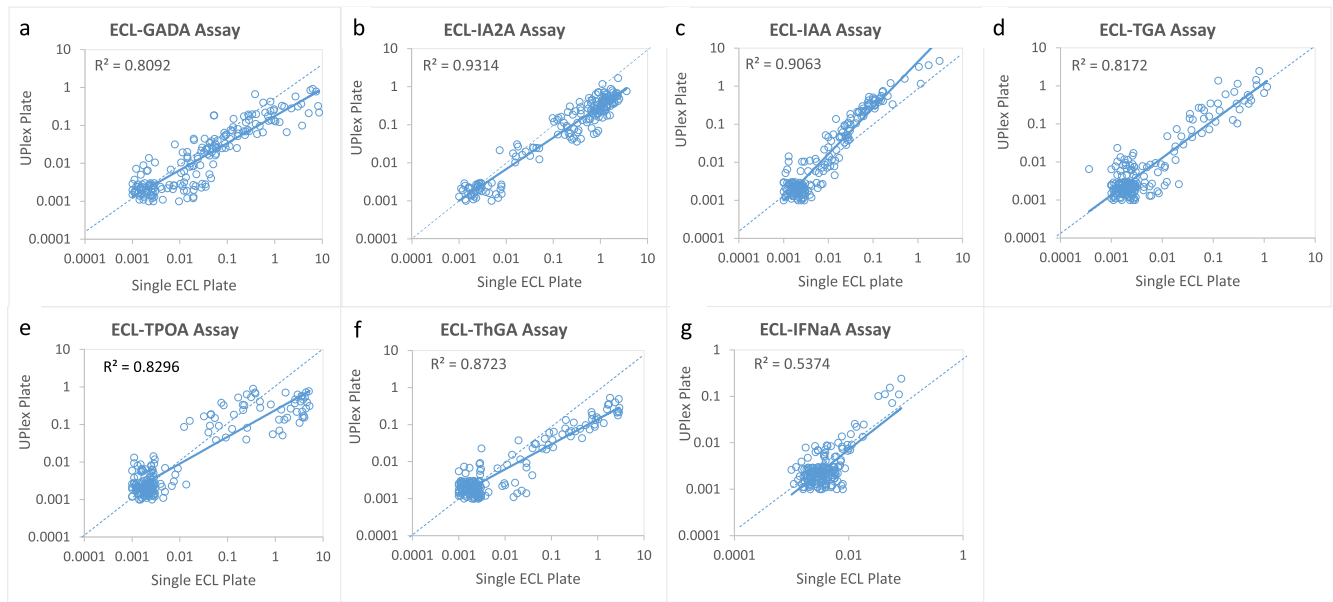 a
ECL-GADA Assay
R² = 0.8092
UPlex Plate
10
1
0.1
0.01
0.001
0.0001
0.0001 0.001 0.01 0.1 1 10
Single ECL Plate
b
ECL-IA2A Assay
R² = 0.9314
UPlex Plate
10
1
0.1
0.01
0.001
0.0001
0.0001 0.001 0.01 0.1 1 10
Single ECL Plate
c
ECL-IAA Assay
R² = 0.9063
UPlex Plate
10
1
0.1
0.01
0.001
0.0001
0.0001 0.001 0.01 0.1 1 10
Single ECL plate
d
ECL-TGA Assay
R² = 0.8172
UPlex Plate
10
1
0.1
0.01
0.001
0.0001
0.0001 0.001 0.01 0.1 1 10
Single ECL Plate
e
ECL-TPOA Assay
R² = 0.8296
UPlex Plate
10
1
0.1
0.01
0.001
0.0001
0.0001 0.001 0.01 0.1 1 10
Single ECL Plate
f
ECL-ThGA Assay
R² = 0.8723
UPlex Plate
10
1
0.1
0.01
0.001
0.0001
0.0001 0.001 0.01 0.1 1 10
Single ECL Plate
g
ECL-IFNaA Assay
R² = 0.5374
UPlex Plate
1
0.1
0.01
0.001
0.0001
0.0001 0.01 1
Single ECL Plate